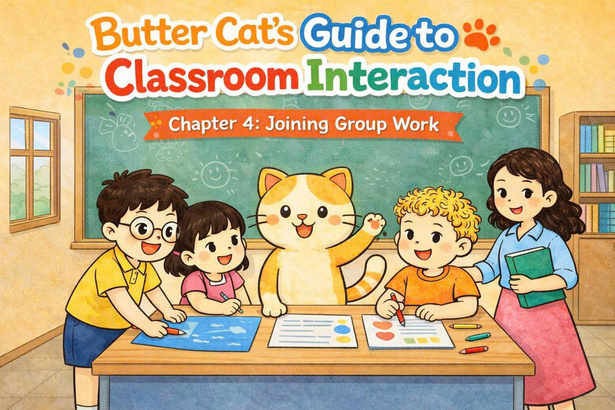 Butter Cat's Guide to
Classroom Interaction
Chapter 4: Joining Group Work